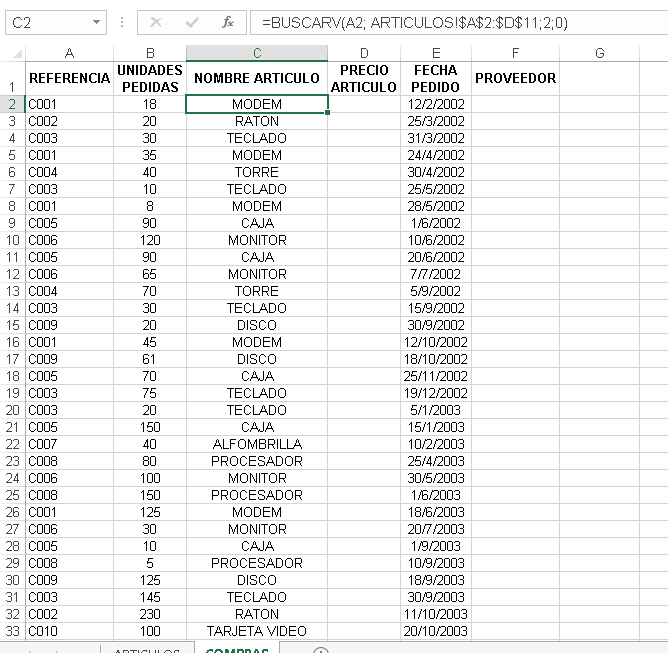 C2 fx =BUSCARV(A2; ARTICULOS!$A$2:$D$11;2;0)
A B C D E F G
1 REFERENCIA UNIDADES PEDIDAS NOMBRE ARTICULO PRECIO ARTICULO FECHA PEDIDO PROVEEDOR
2 C001 18 MODEM 12/2/2002
3 C002 20 RATON 25/3/2002
4 C003 30 TECLADO 31/3/2002
5 C001 35 MODEM 24/4/2002
6 C004 40 TORRE 30/4/2002
7 C003 10 TECLADO 25/5/2002
8 C001 8 MODEM 28/5/2002
9 C005 90 CAJA 1/6/2002
10 C006 120 MONITOR 10/6/2002
11 C005 90 CAJA 20/6/2002
12 C006 65 MONITOR 7/7/2002
13 C004 70 TORRE 5/9/2002
14 C003 30 TECLADO 15/9/2002
15 C009 20 DISCO 30/9/2002
16 C001 45 MODEM 12/10/2002
17 C009 61 DISCO 18/10/2002
18 C005 70 CAJA 25/11/2002
19 C003 75 TECLADO 19/12/2002
20 C003 20 TECLADO 5/1/2003
21 C005 150 CAJA 15/1/2003
22 C007 40 ALFOMBRILLA 10/2/2003
23 C008 80 PROCESADOR 25/4/2003
24 C006 100 MONITOR 30/5/2003
25 C008 150 PROCESADOR 1/6/2003
26 C001 125 MODEM 18/6/2003
27 C006 30 MONITOR 20/7/2003
28 C005 10 CAJA 1/9/2003
29 C008 5 PROCESADOR 10/9/2003
30 C009 125 DISCO 18/9/2003
31 C003 145 TECLADO 30/9/2003
32 C002 230 RATON 11/10/2003
33 C010 100 TARJETA VIDEO 20/10/2003
ARTICULOS COMPRAS